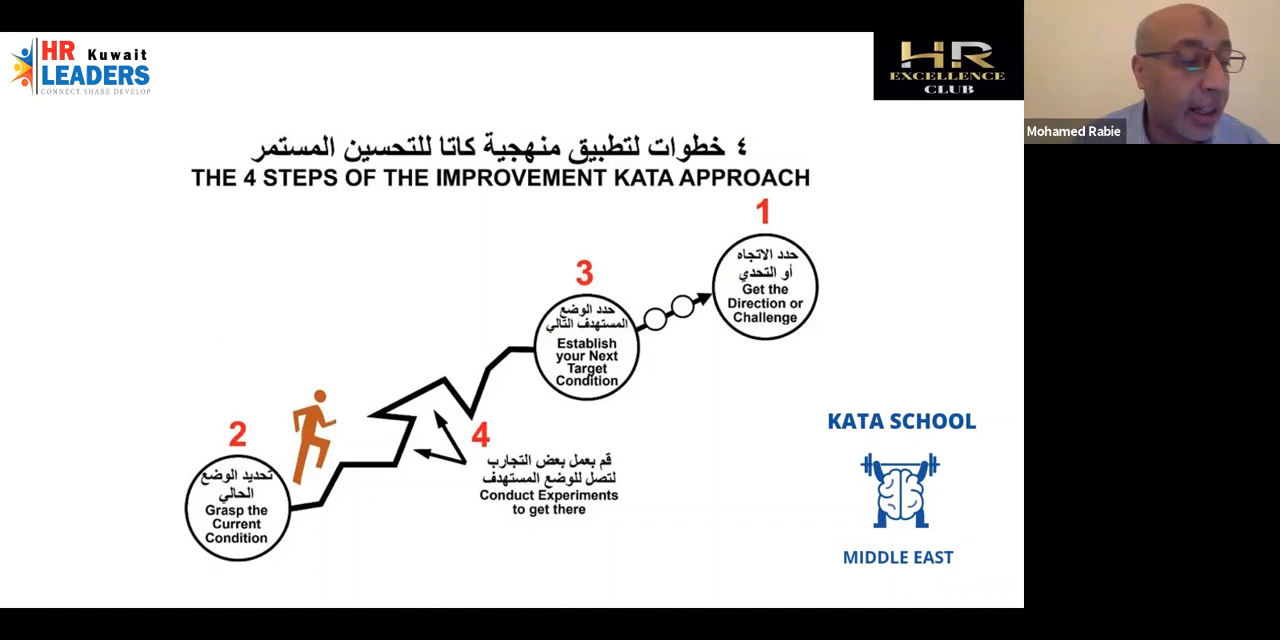 HR Kuwait
LEADERS
CONNECT SHARE DEVELOP
HR
EXCELLENCE
CLUB
Mohamed Rabie
٤ خطوات لتطبيق منهجية كاتا للتحسين المستمر
THE 4 STEPS OF THE IMPROVEMENT KATA APPROACH
1
حدد الاتجاه
أو التحدي
Get the
Direction or
Challenge
3
حدد الوضع
المستهدف التالي
Establish
your Next
Target
Condition
2
تحديد الوضع
الحالي
Grasp the
Current
Condition
4
قم بعمل بعض التجارب
لتصل للوضع المستهدف
Conduct Experiments
to get there
KATA SCHOOL
MIDDLE EAST